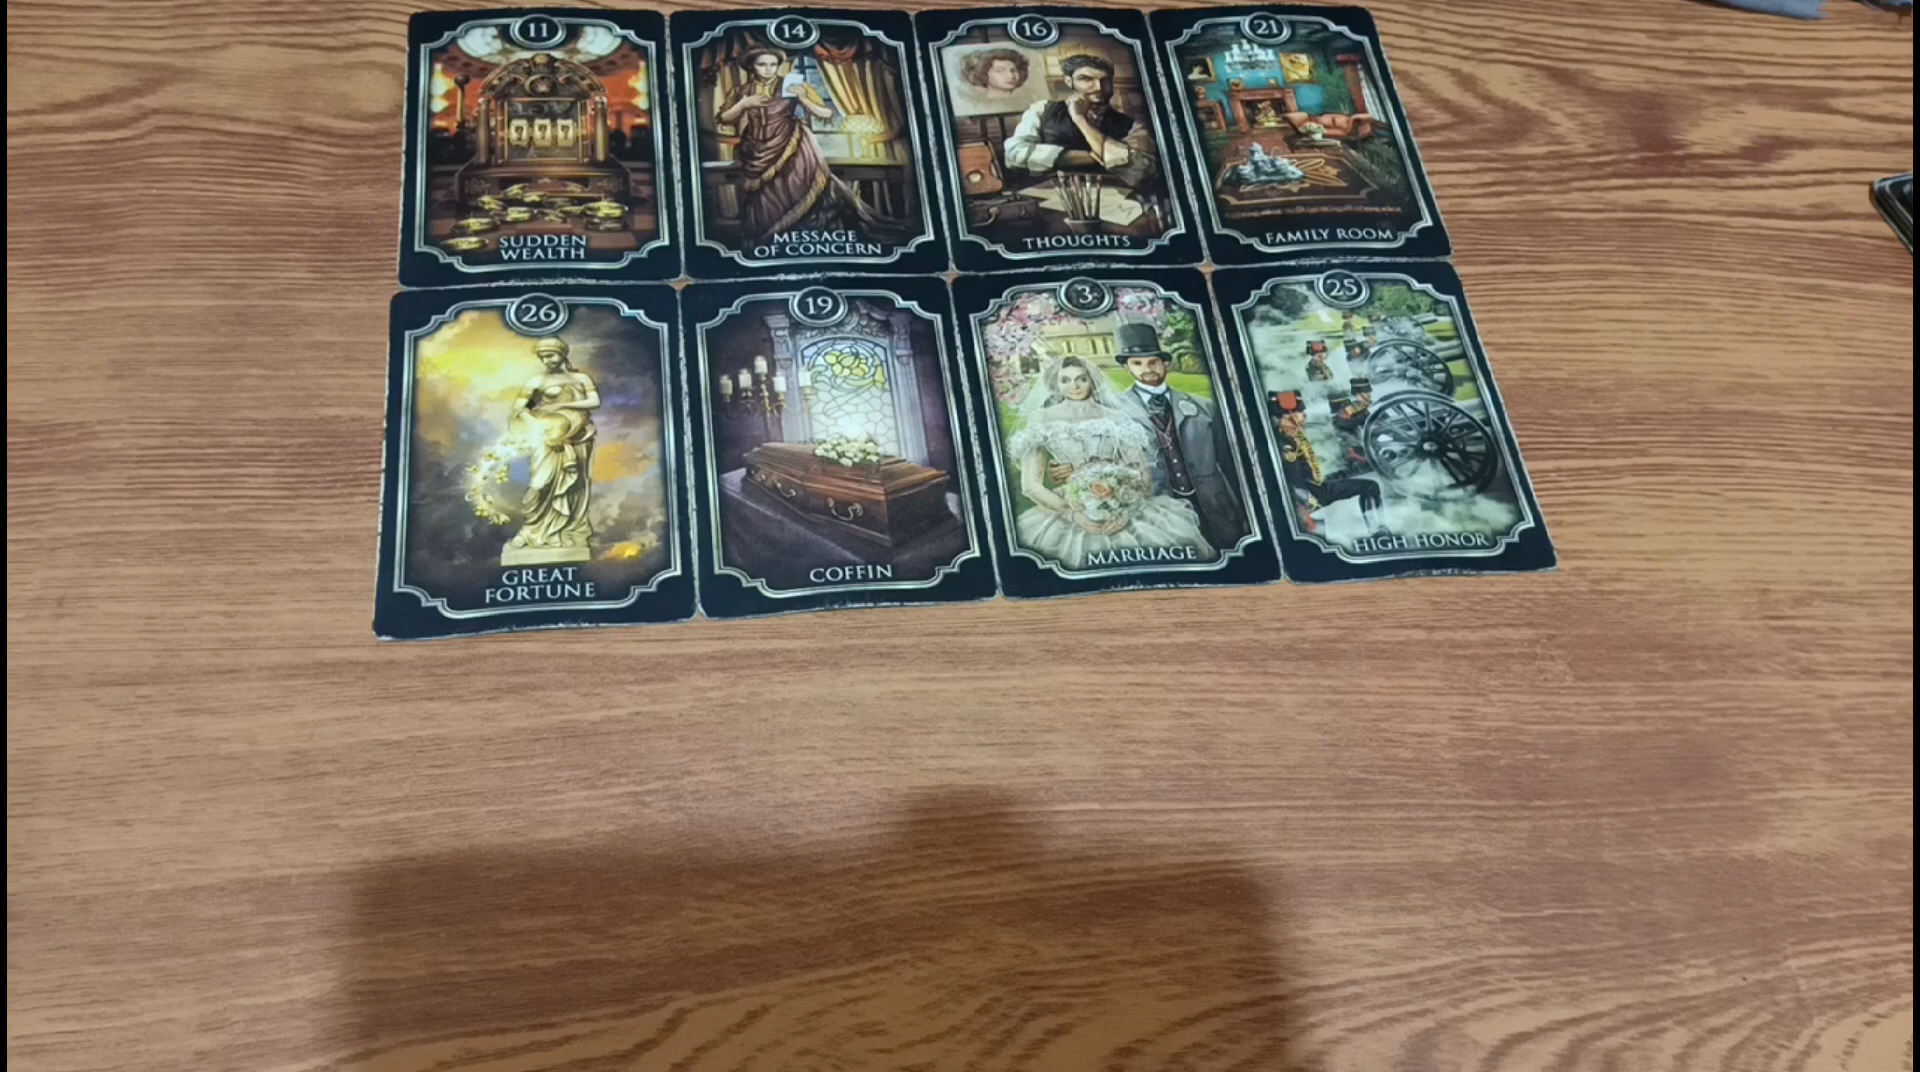 11
777
SUDDEN
WEALTH
14
MESSAGE
OF CONCERN
16
THOUGHTS
21
FAMILY ROOM
26
GREAT
FORTUNE
19
COFFIN
3
MARRIAGE
25
HIGH HONOR